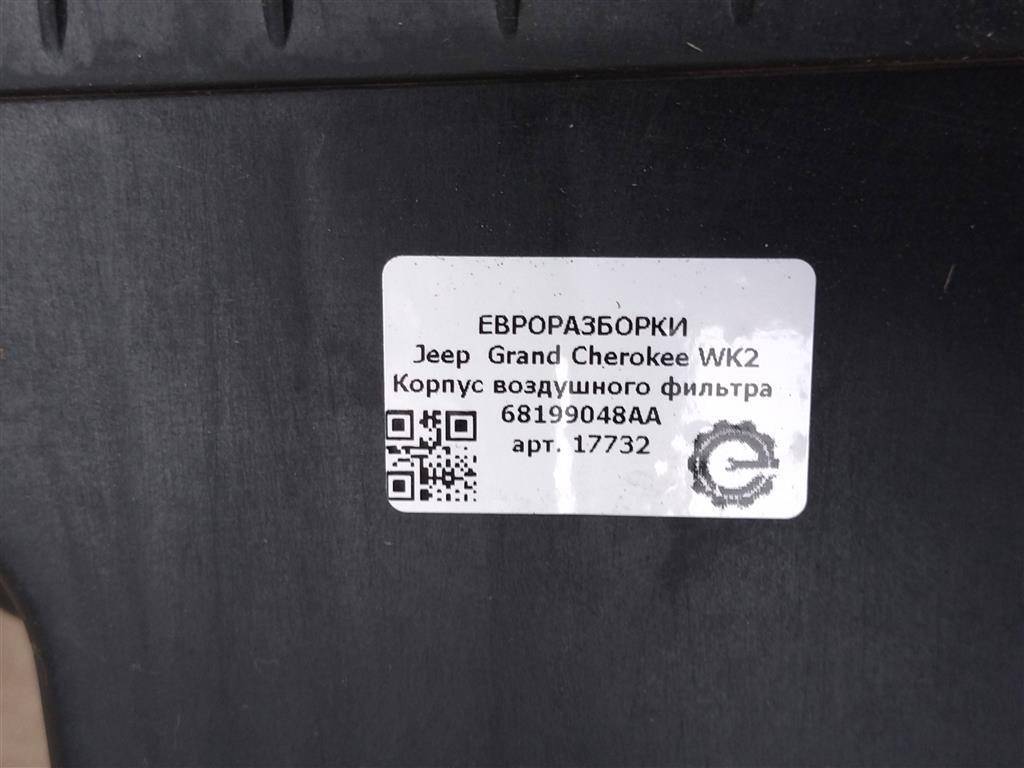 ЕВРОРАЗБОРКИ
Jeep Grand Cherokee WK2
Корпус воздушного фильтра
68199048AA
арт. 17732